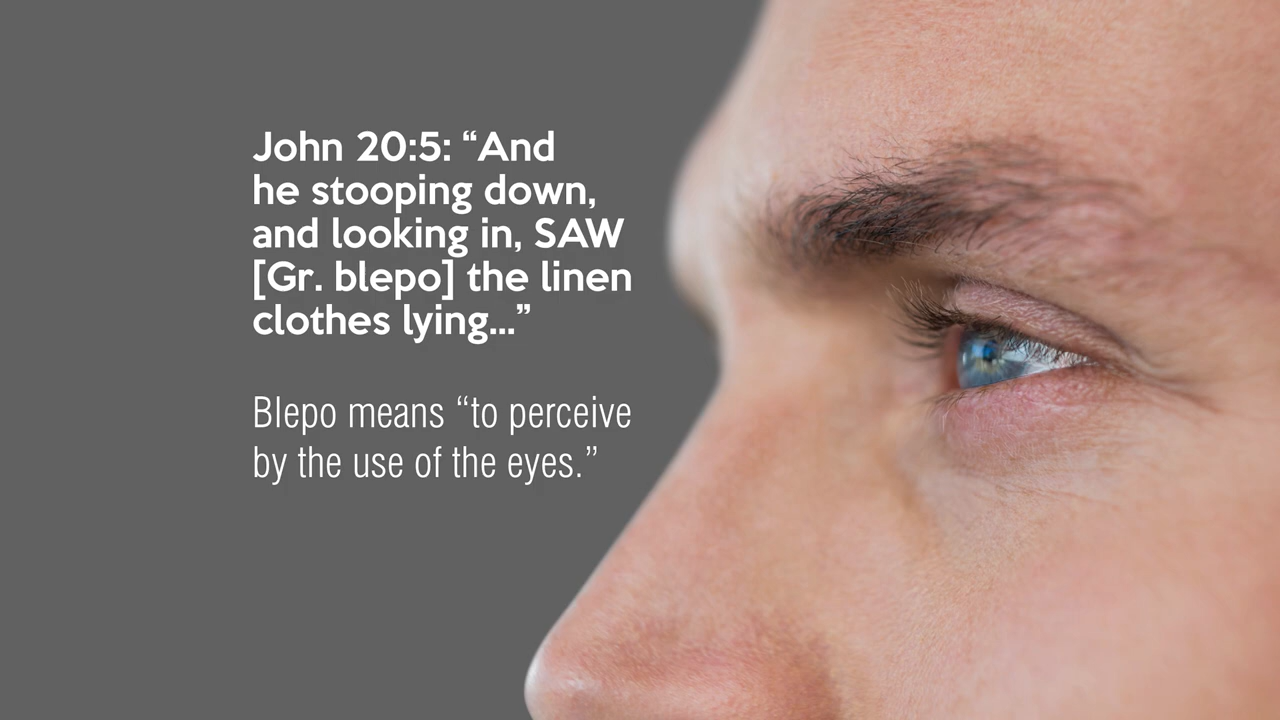 John 20:5: “And
he stooping down,
and looking in, SAW
[Gr. blepo] the linen
clothes lying...”
Blepo means “to perceive
by the use of the eyes.”